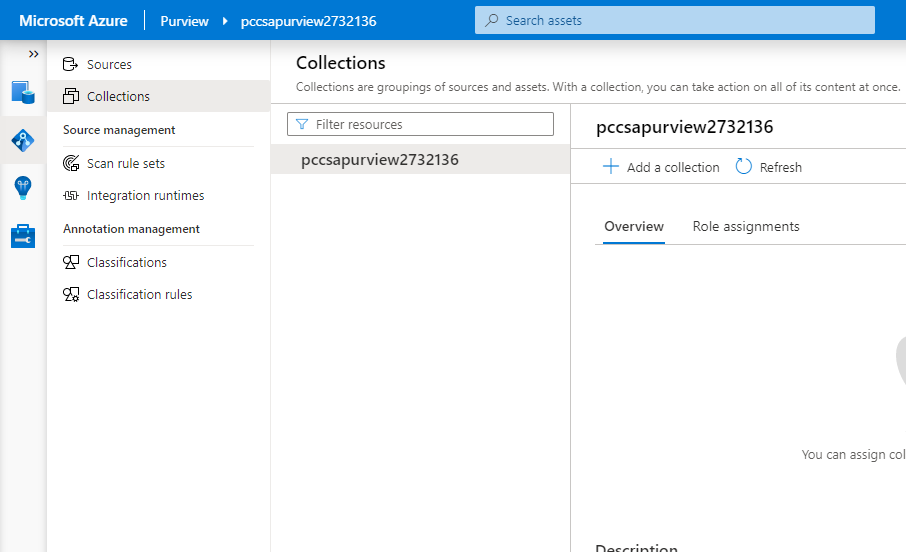 Microsoft Azure
Purview
pccsapurview2732136
Search assets
Sources
Collections
Source management
Scan rule sets
Integration runtimes
Annotation management
Classifications
Classification rules
Collections
Collections are groupings of sources and assets. With a collection, you can take action on all of its content at once.
Filter resources
pccsapurview2732136
pccsapurview2732136
Add a collection
Refresh
Overview
Role assignments
You can assign col
Description